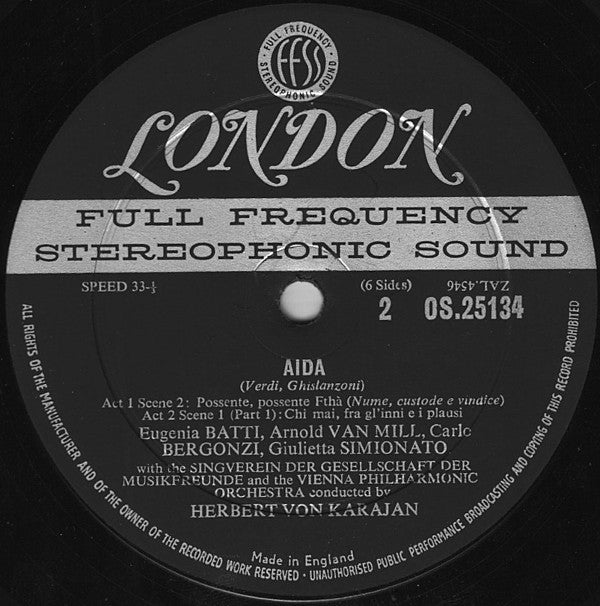 FULL FREQUENCY
FFSS
STEREOPHONIC SOUND
LONDON
FULL FREQUENCY
STEREOPHONIC SOUND
SPEED 33-⅓
(6 Sides)
ZAL.4546
2
OS.25134
AIDA
(Verdi, Ghislanzoni)
Act 1 Scene 2: Possente, possente Fthà (Nume, custode e vindice)
Act 2 Scene 1 (Part 1): Chi mai, fra gl'inni e i plausi
Eugenia BATTI, Arnold VAN MILL, Carlo
BERGONZI, Giulietta SIMIONATO
with the SINGVEREIN DER GESELLSCHAFT DER
MUSIKFREUNDE and the VIENNA PHILHARMONIC
ORCHESTRA conducted by
HERBERT VON KARAJAN
Made in England
ALL RIGHTS OF THE MANUFACTURER AND OF THE OWNER OF THE RECORDED WORK RESERVED · UNAUTHORISED PUBLIC PERFORMANCE BROADCASTING AND COPYING OF THIS RECORD PROHIBITED